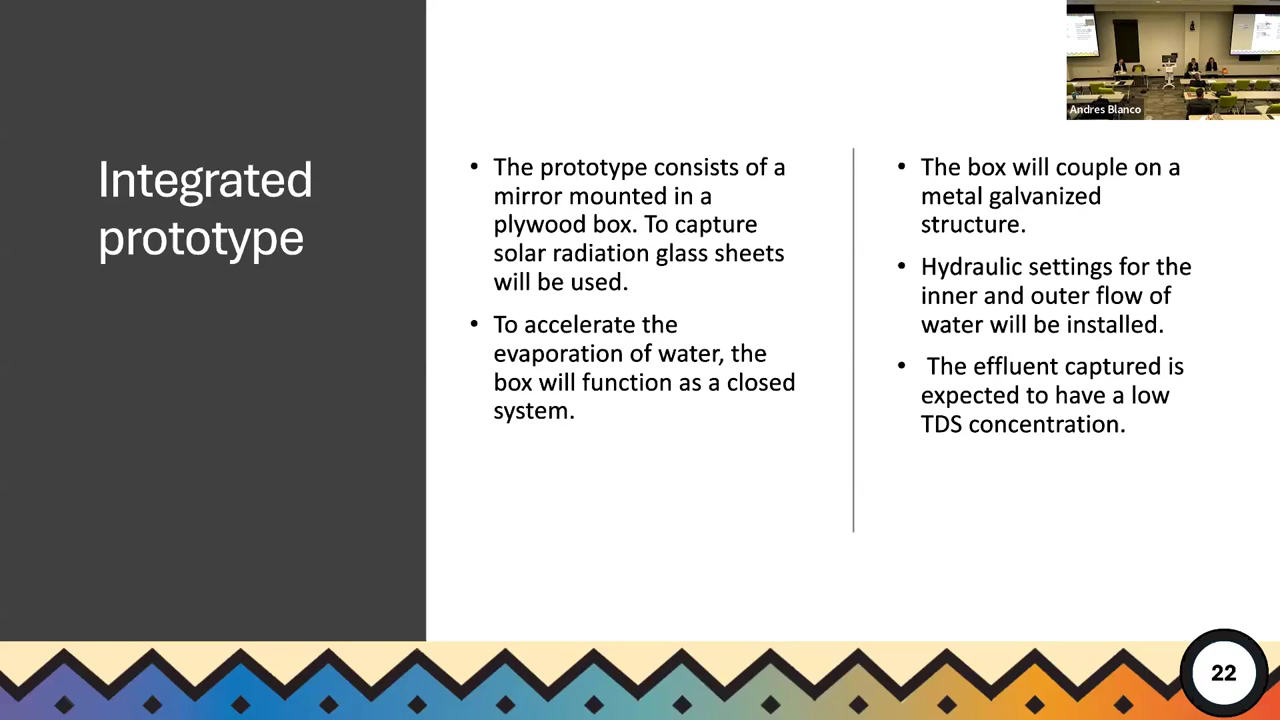 Andres Blanco
Integrated
prototype
• The prototype consists of a
mirror mounted in a
plywood box. To capture
solar radiation glass sheets
will be used.
• To accelerate the
evaporation of water, the
box will function as a closed
system.
• The box will couple on a
metal galvanized
structure.
• Hydraulic settings for the
inner and outer flow of
water will be installed.
• The effluent captured is
expected to have a low
TDS concentration.
22